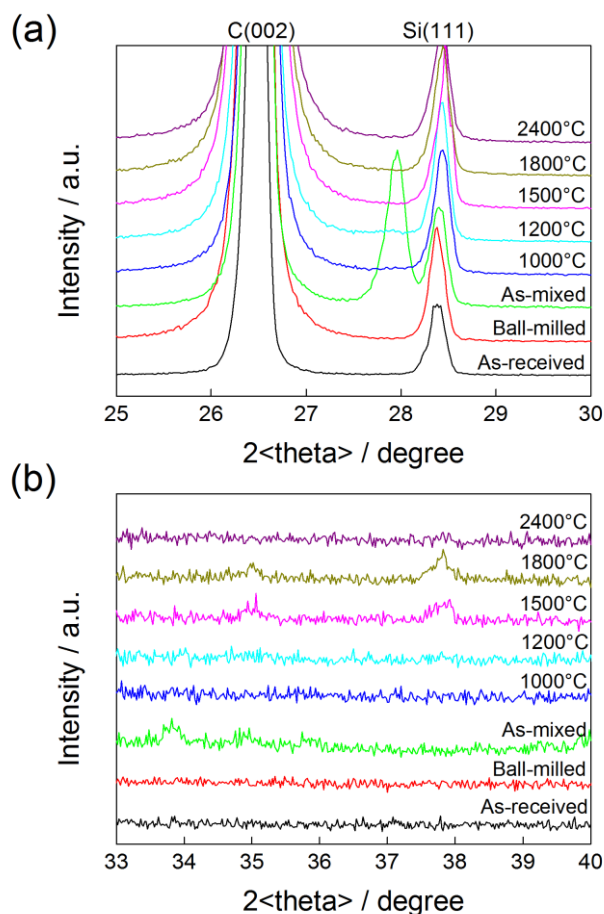 (a)
C(002) Si(111)
Intensity / a.u.
2400°C
1800°C
1500°C
1200°C
1000°C
As-mixed
Ball-milled
As-received
25 26 27 28 29 30
2<theta> / degree
(b)
Intensity / a.u.
2400°C
1800°C
1500°C
1200°C
1000°C
As-mixed
Ball-milled
As-received
33 34 35 36 37 38 39 40
2<theta> / degree